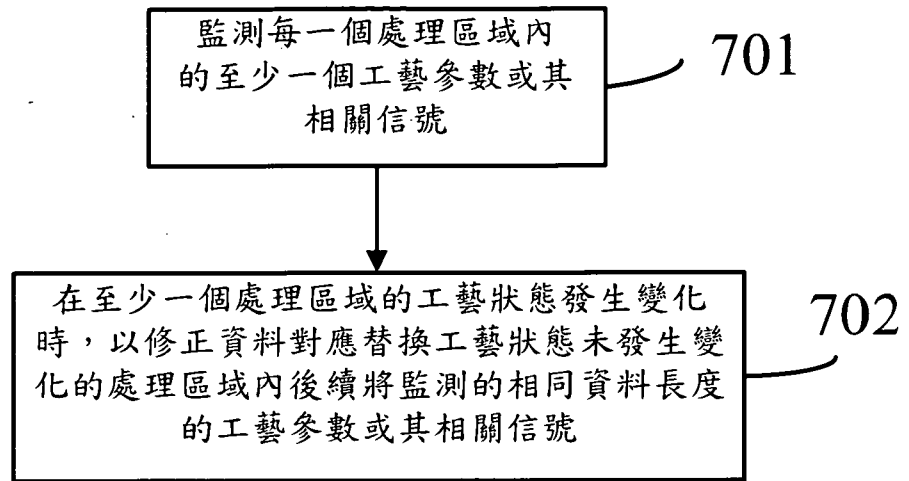 監測每一個處理區域內
的至少一個工藝參數或其
相關信號
701
在至少一個處理區域的工藝狀態發生變化
時，以修正資料對應替換工藝狀態未發生變
化的處理區域內後續將監測的相同資料長度
的工藝參數或其相關信號
702